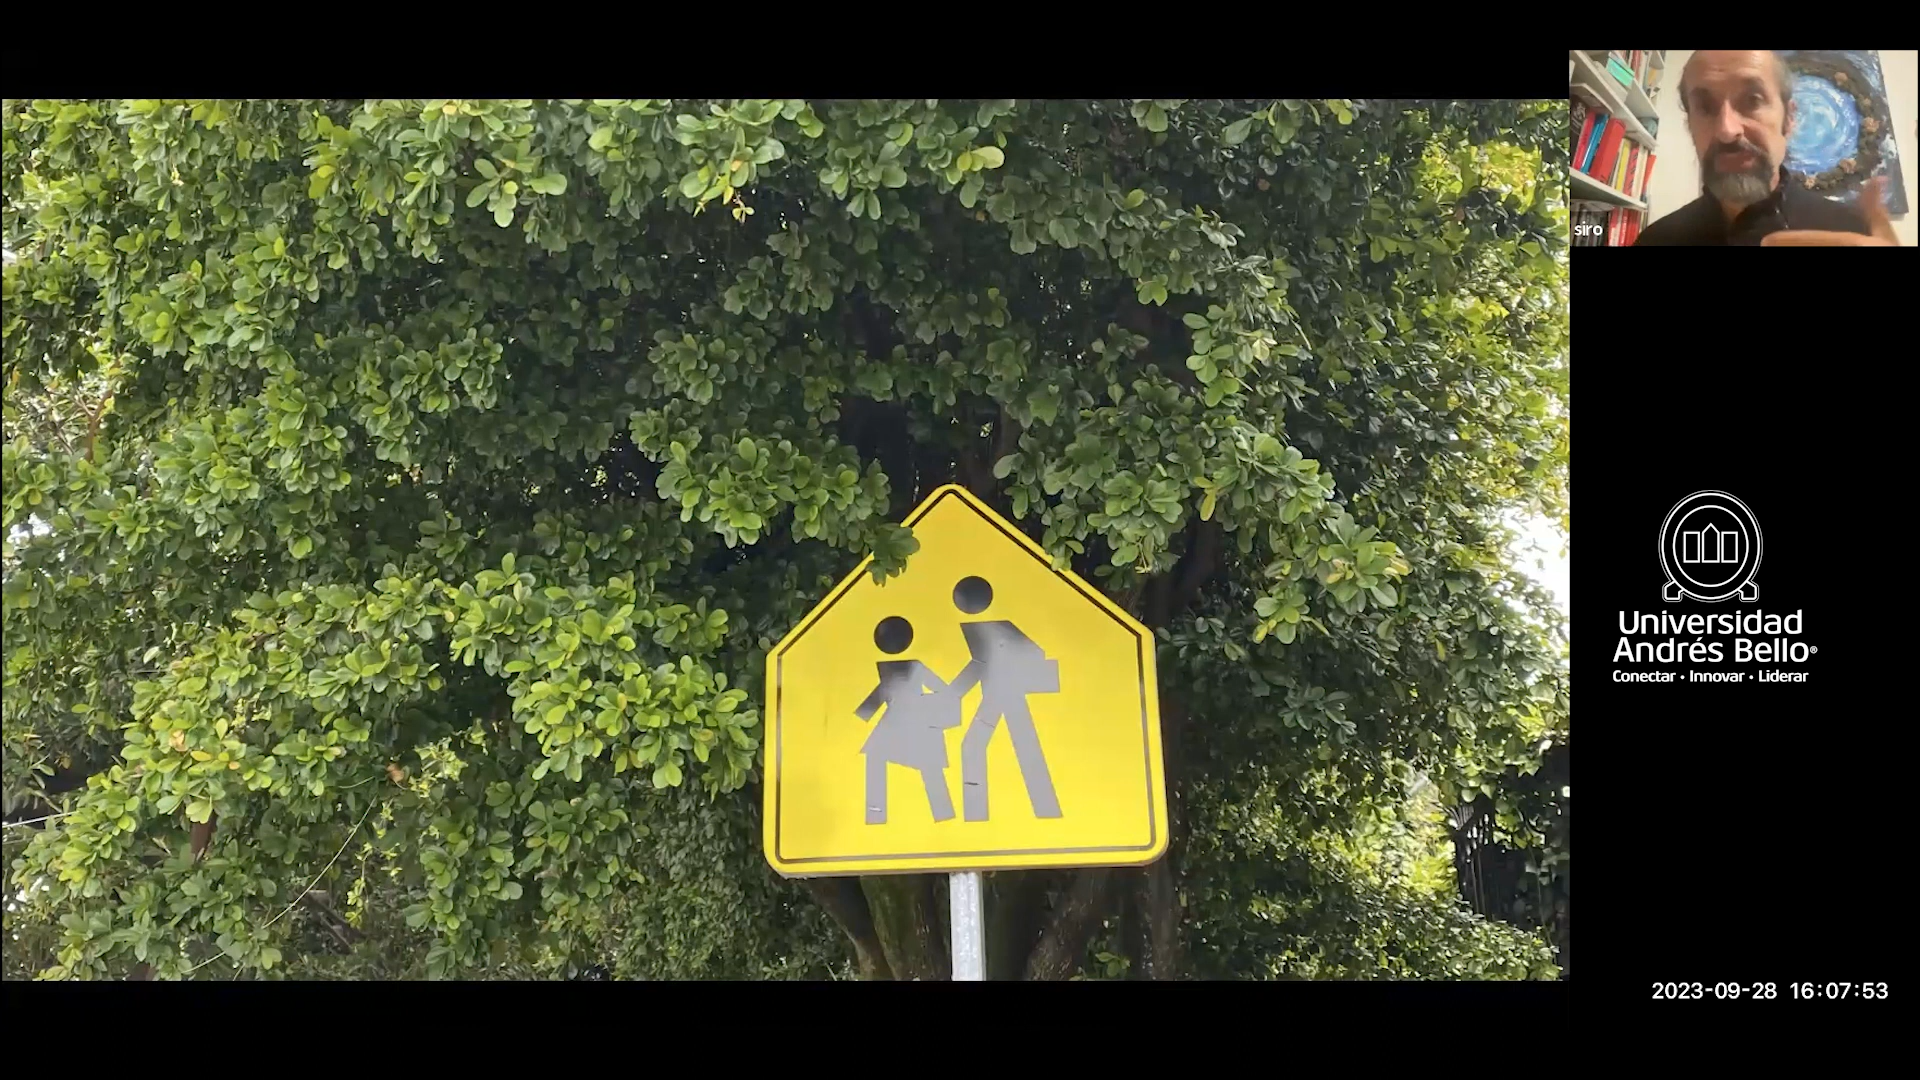 siro
Universidad
Andrés Bello®
Conectar • Innovar • Liderar
2023-09-28 16:07:53